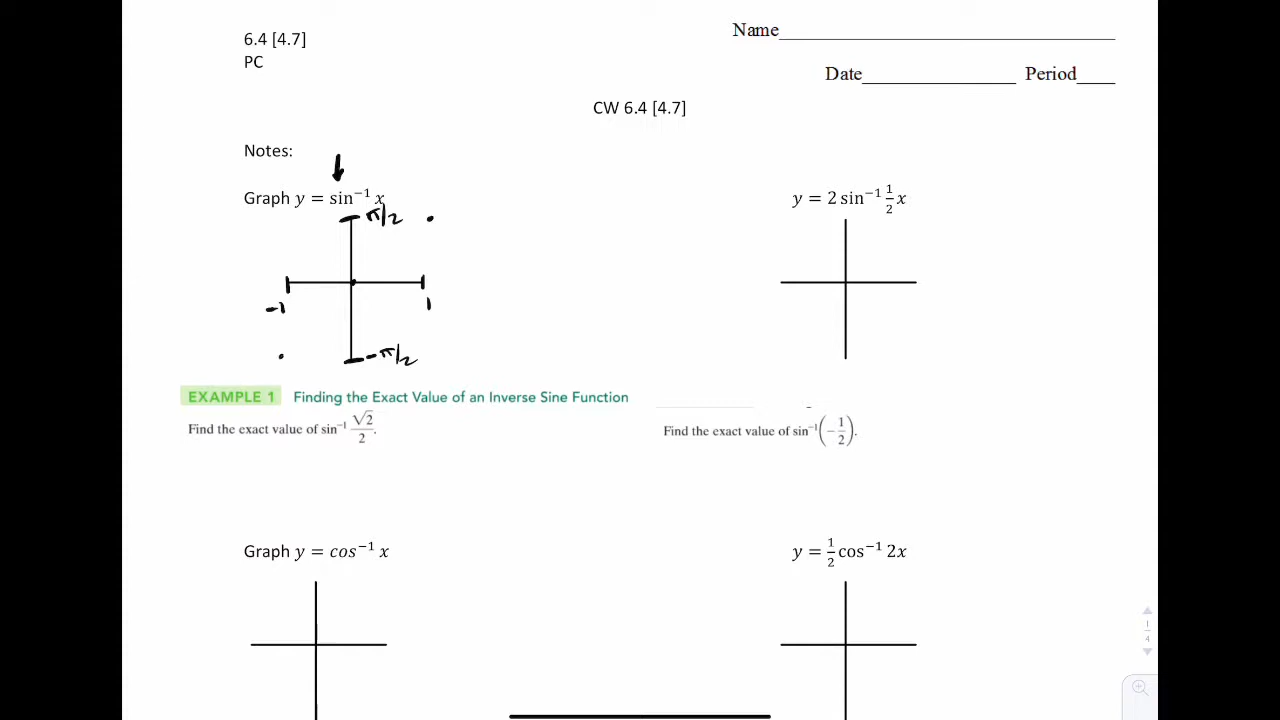 6.4 [4.7]
PC
Name
Date Period
CW 6.4 [4.7]
Notes:
Graph y = sin⁻¹ x
y = 2 sin⁻¹ ½x
π/2
-1
1
-π/2
EXAMPLE 1 Finding the Exact Value of an Inverse Sine Function
Find the exact value of sin⁻¹ √2/2.
Find the exact value of sin⁻¹(-1/2).
Graph y = cos⁻¹ x
y = ½cos⁻¹ 2x
1
4